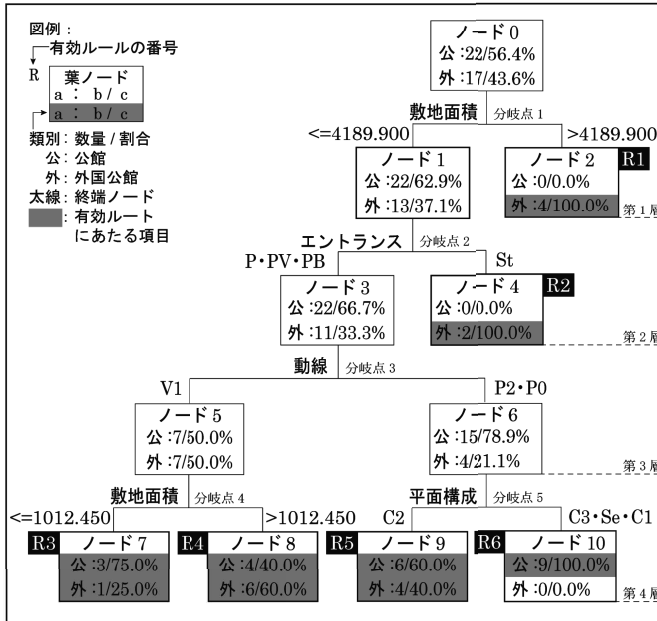 図例:
有効ルールの番号
R
葉ノード
a : b / c
a : b / c
類別: 数量 / 割合
公: 公館
外: 外国公館
太線: 終端ノード
: 有効ルート
にあたる項目
ノード 0
公:22/56.4%
外:17/43.6%
敷地面積 分岐点 1
<=4189.900 >4189.900
ノード 1
公:22/62.9%
外:13/37.1%
ノード 2 R1
公:0/0.0%
外:4/100.0%
第 1 層
エントランス 分岐点 2
P・PV・PB St
ノード 3
公:22/66.7%
外:11/33.3%
ノード 4 R2
公:0/0.0%
外:2/100.0%
第 2 層
動線 分岐点 3
V1 P2・P0
ノード 5
公:7/50.0%
外:7/50.0%
ノード 6
公:15/78.9%
外:4/21.1%
第 3 層
敷地面積 分岐点 4
<=1012.450 >1012.450
平面構成 分岐点 5
C2 C3・Se・C1
R3 ノード 7
公:3/75.0%
外:1/25.0%
R4 ノード 8
公:4/40.0%
外:6/60.0%
R5 ノード 9
公:6/60.0%
外:4/40.0%
R6 ノード 10
公:9/100.0%
外:0/0.0%
第 4 層